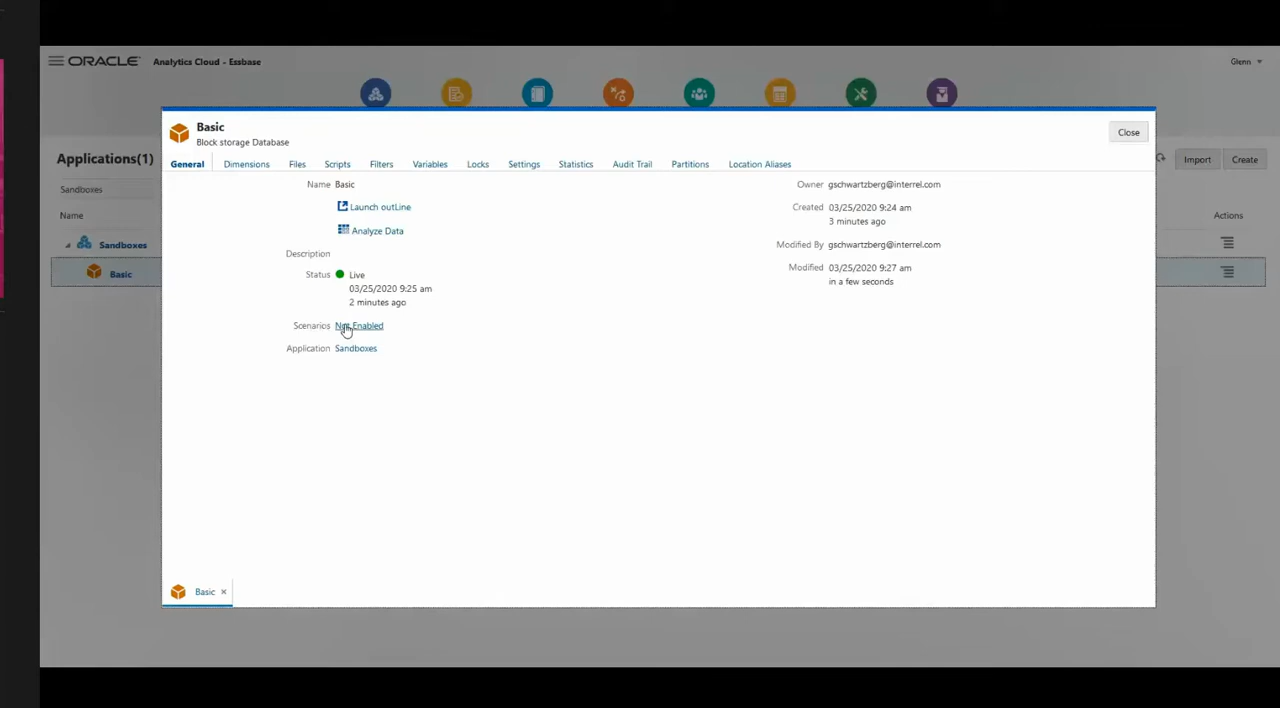 ORACLE Analytics Cloud - Essbase
Glenn
Applications(1)
Import
Create
Sandboxes
Name
Actions
Sandboxes
Basic
Basic
Block storage Database
Close
General Dimensions Files Scripts Filters Variables Locks Settings Statistics Audit Trail Partitions Location Aliases
Name Basic
Launch outLine
Analyze Data
Description
Status Live
03/25/2020 9:25 am
2 minutes ago
Scenarios Not Enabled
Application Sandboxes
Owner gschwartzberg@interrel.com
Created 03/25/2020 9:24 am
3 minutes ago
Modified By gschwartzberg@interrel.com
Modified 03/25/2020 9:27 am
in a few seconds
Basic